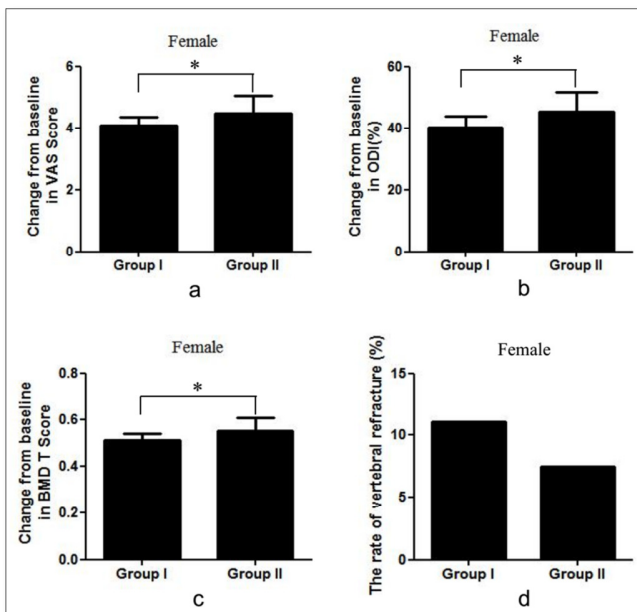 Female
*
Change from baseline
in VAS Score
6
4
2
0
Group I Group II
a
Female
*
Change from baseline
in ODI(%)
60
40
20
0
Group I Group II
b
Female
*
Change from baseline
in BMD T Score
0.8
0.6
0.4
0.2
0.0
Group I Group II
c
Female
The rate of vertebral refracture (%)
15
10
5
0
Group I Group II
d